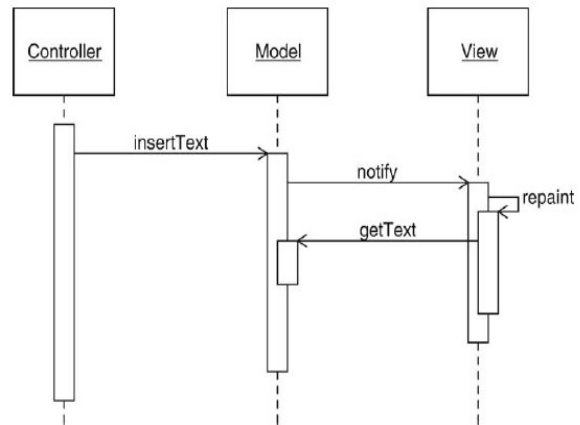 Controller
Model
View
insertText
notify
repaint
getText